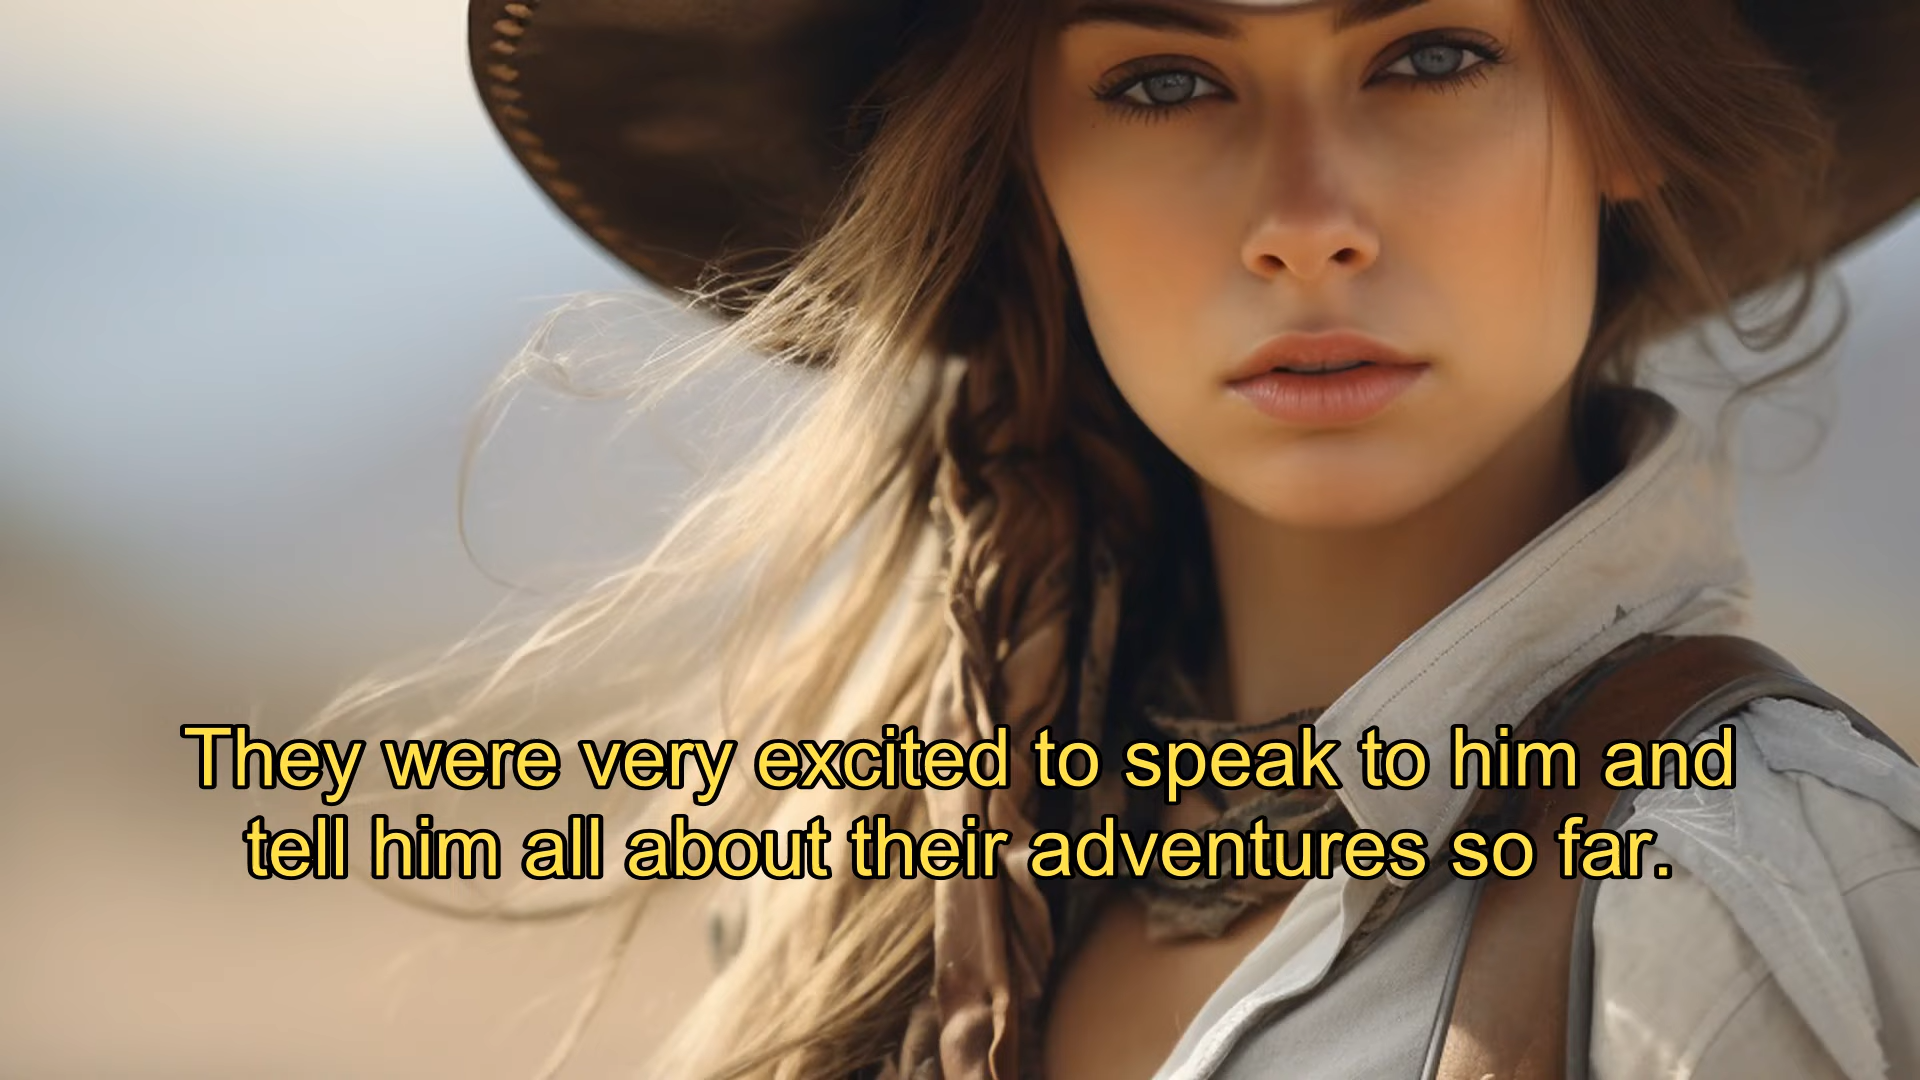 They were very excited to speak to him and
tell him all about their adventures so far.